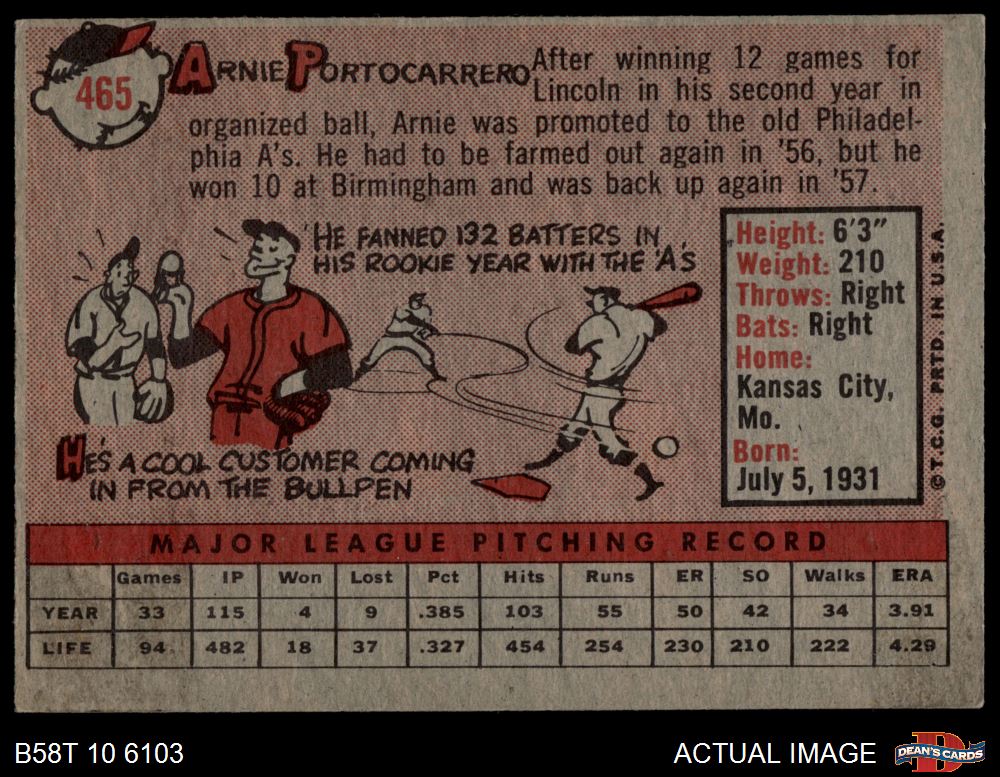 465
ARNIE PORTOCARRERO
After winning 12 games for
Lincoln in his second year in
organized ball, Arnie was promoted to the old Philadel-
phia A's. He had to be farmed out again in '56, but he
won 10 at Birmingham and was back up again in '57.
HE FANNED 132 BATTERS IN
HIS ROOKIE YEAR WITH THE 'A'S
HE'S A COOL CUSTOMER COMING
IN FROM THE BULLPEN
Height: 6'3"
Weight: 210
Throws: Right
Bats: Right
Home:
Kansas City,
Mo.
Born:
July 5, 1931
© T.C.G. PRTD. IN U.S.A.
MAJOR LEAGUE PITCHING RECORD
Games IP Won Lost Pct Hits Runs ER SO Walks ERA
YEAR 33 115 4 9 .385 103 55 50 42 34 3.91
LIFE 94 482 18 37 .327 454 254 230 210 222 4.29
B58T 10 6103
ACTUAL IMAGE
D
DEAN'S CARDS